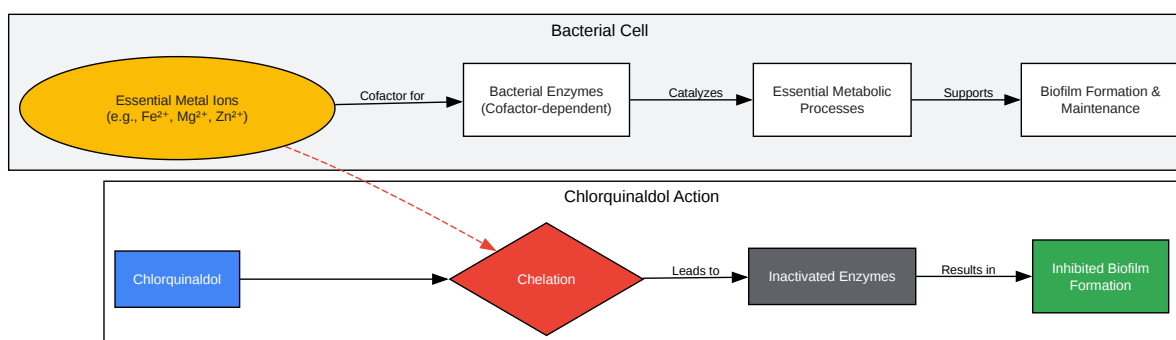 Bacterial Cell
Essential Metal Ions
(e.g., Fe²⁺, Mg²⁺, Zn²⁺)
Cofactor for
Bacterial Enzymes
(Cofactor-dependent)
Catalyzes
Essential Metabolic
Processes
Supports
Biofilm Formation &
Maintenance
Chlorquinaldol Action
Chlorquinaldol
Chelation
Leads to
Inactivated Enzymes
Results in
Inhibited Biofilm
Formation